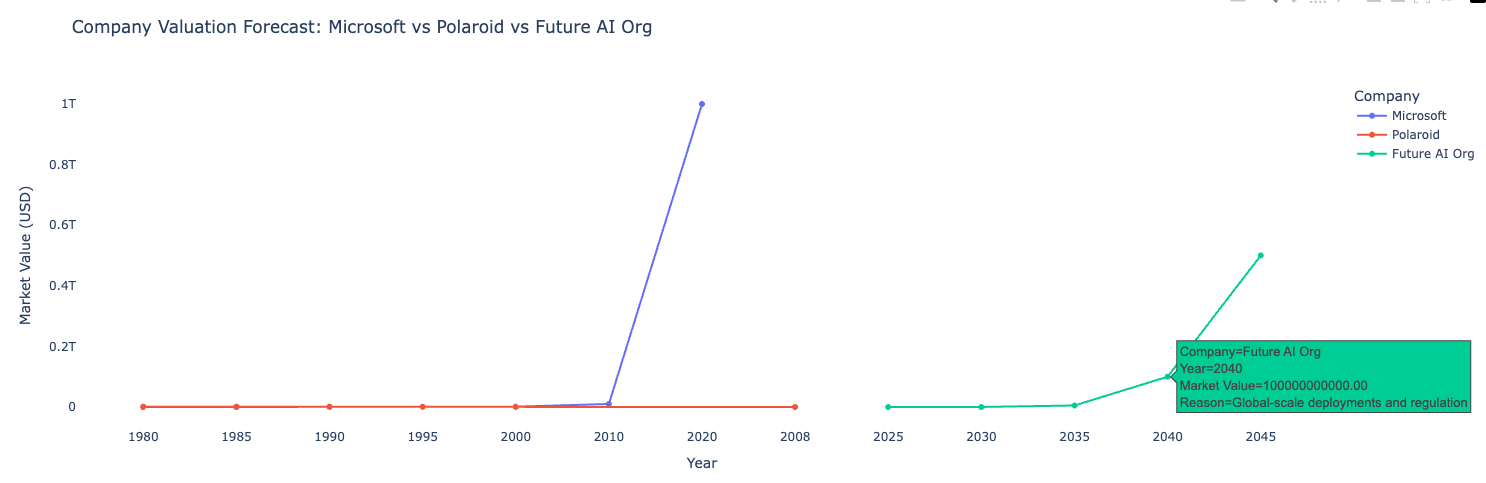 Company Valuation Forecast: Microsoft vs Polaroid vs Future AI Org
Company
Microsoft
Polaroid
Future AI Org
Market Value (USD)
1T
0.8T
0.6T
0.4T
0.2T
0
Company=Future AI Org
Year=2040
Market Value=100000000000.00
Reason=Global-scale deployments and regulation
1980 1985 1990 1995 2000 2010 2020 2008 2025 2030 2035 2040 2045
Year